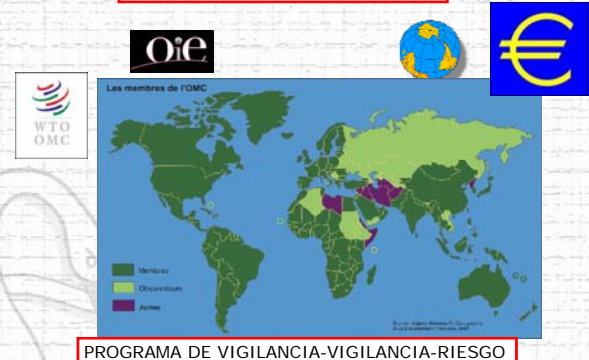 Oie
WTO
OMC
€
Les membres de l'OMC
Membres
Observateurs
Autres
PROGRAMA DE VIGILANCIA-VIGILANCIA-RIESGO